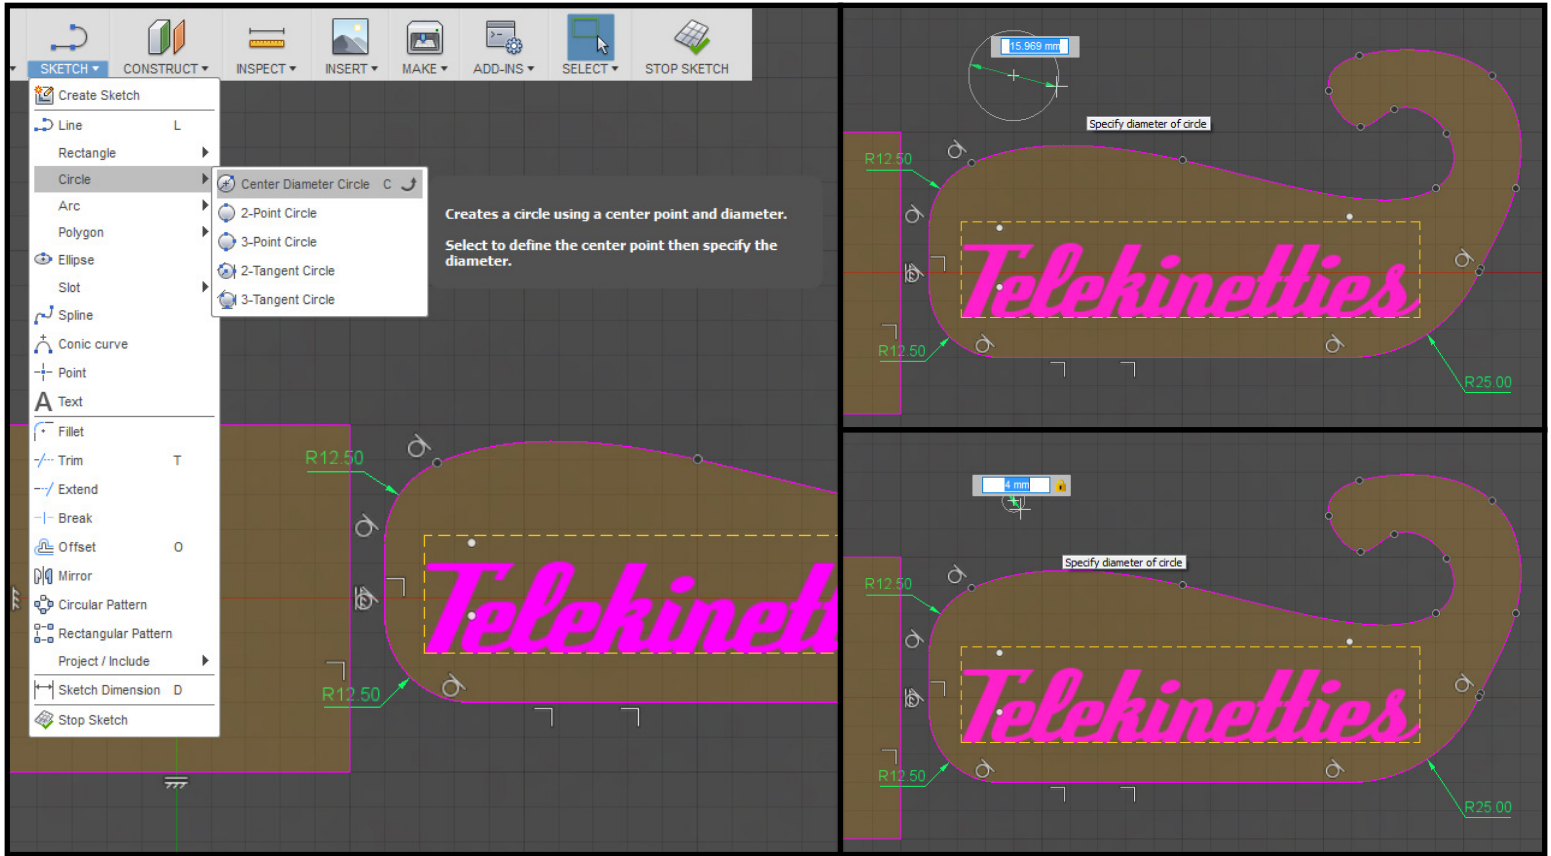 SKETCH
CONSTRUCT
INSPECT
INSERT
MAKE
ADD-INS
SELECT
STOP SKETCH
Create Sketch
Line L
Rectangle
Circle
Arc
Polygon
Ellipse
Slot
Spline
Conic curve
Point
A Text
Fillet
Trim T
Extend
Break
Offset O
Mirror
Circular Pattern
Rectangular Pattern
Project / Include
Sketch Dimension D
Stop Sketch
Center Diameter Circle C
2-Point Circle
3-Point Circle
2-Tangent Circle
3-Tangent Circle
Creates a circle using a center point and diameter.
Select to define the center point then specify the
diameter.
R12.50
Telekinett
R12.50
15.969 mm
Specify diameter of circle
R12.50
Telekinetties
R12.50
R25.00
4 mm
Specify diameter of circle
R12.50
Telekinetties
R12.50
R25.00